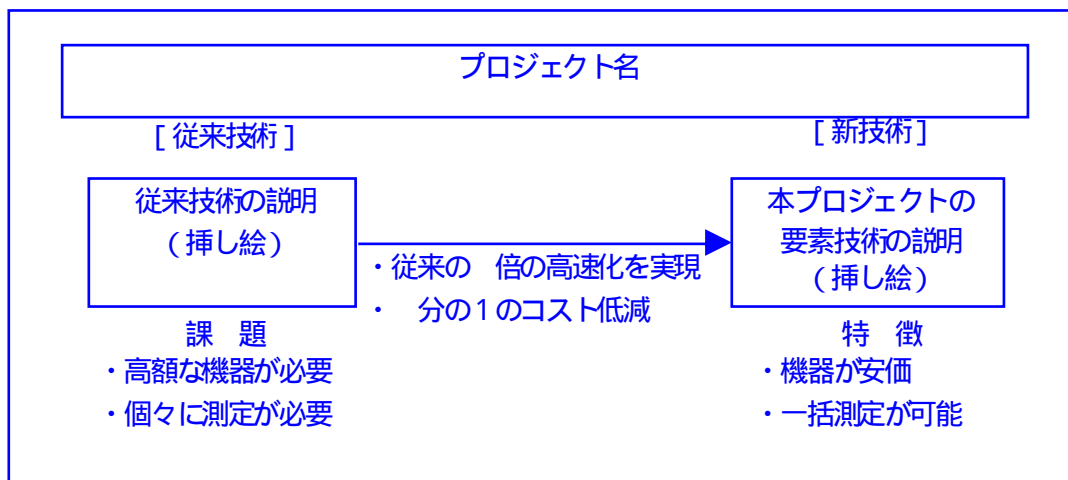 プロジェクト名
[従来技術]
[新技術]
従来技術の説明
(挿し絵)
・従来の　倍の高速化を実現
・　分の1のコスト低減
本プロジェクトの
要素技術の説明
(挿し絵)
課　題
・高額な機器が必要
・個々に測定が必要
特　徴
・機器が安価
・一括測定が可能